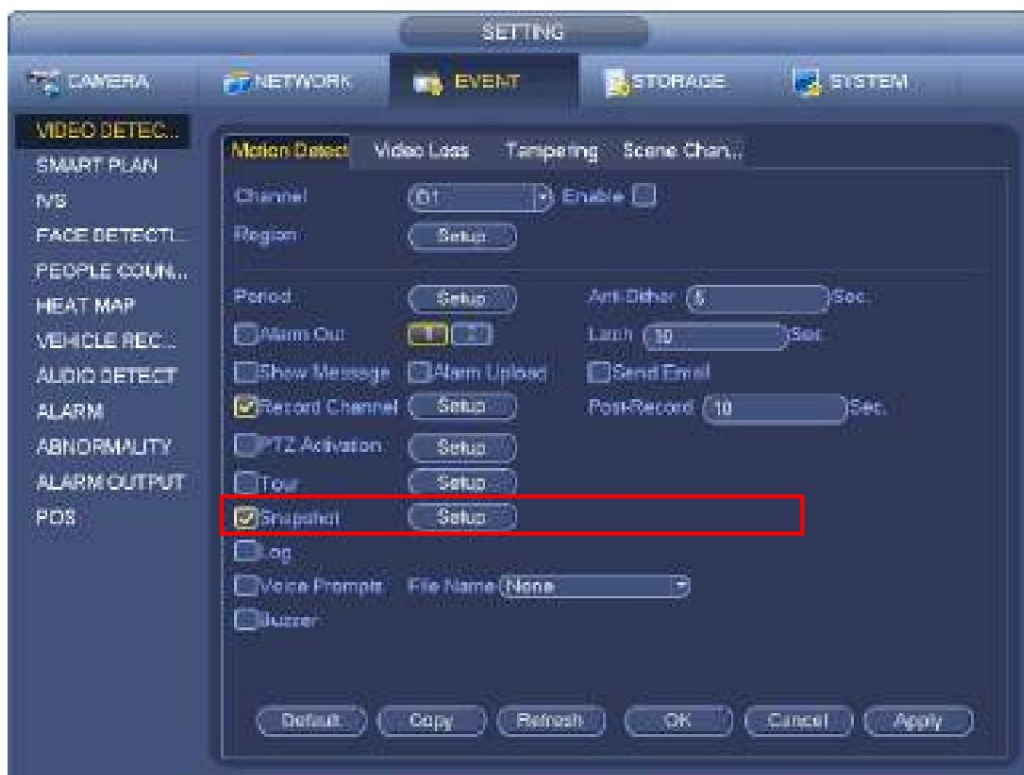 SETTING
CAMERA NETWORK EVENT STORAGE SYSTEM
VIDEO DETEC...
SMART PLAN
IVS
FACE DETECTI...
PEOPLE COUN...
HEAT MAP
VEHICLE REC...
AUDIO DETECT
ALARM
ABNORMALITY
ALARM OUTPUT
POS
Motion Detect Video Loss Tampering Scene Chan...
Channel D1 Enable
Region Setup
Period Setup Anti-Dither 5 Sec.
Alarm Out 1 2 Latch 10 Sec.
Show Message Alarm Upload Send Email
Record Channel Setup Post-Record 10 Sec.
PTZ Activation Setup
Tour Setup
Snapshot Setup
Log
Voice Prompts File Name None
Buzzer
Default Copy Refresh OK Cancel Apply